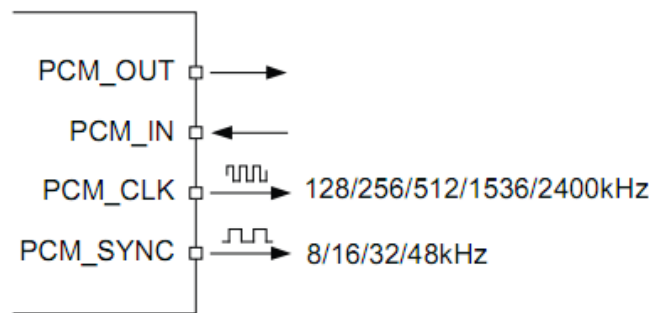 PCM_OUT
PCM_IN
PCM_CLK 128/256/512/1536/2400kHz
PCM_SYNC 8/16/32/48kHz